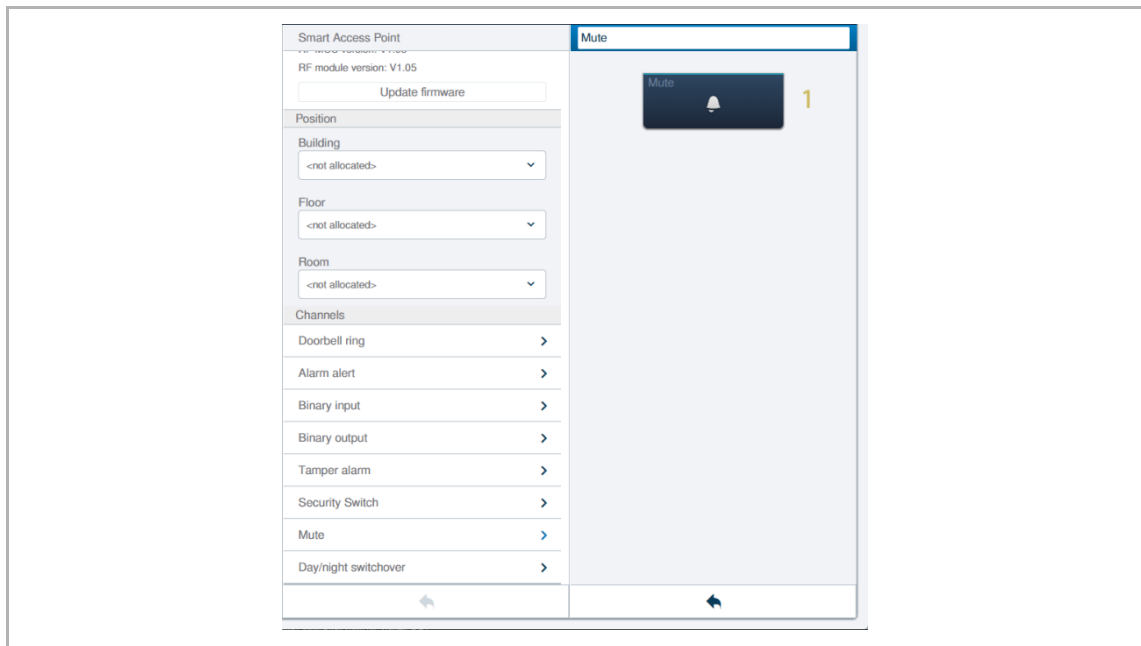 Smart Access Point
RF module version: V1.05
Update firmware
Position
Building
<not allocated>
Floor
<not allocated>
Room
<not allocated>
Channels
Doorbell ring
Alarm alert
Binary input
Binary output
Tamper alarm
Security Switch
Mute
Day/night switchover
Mute
Mute
1